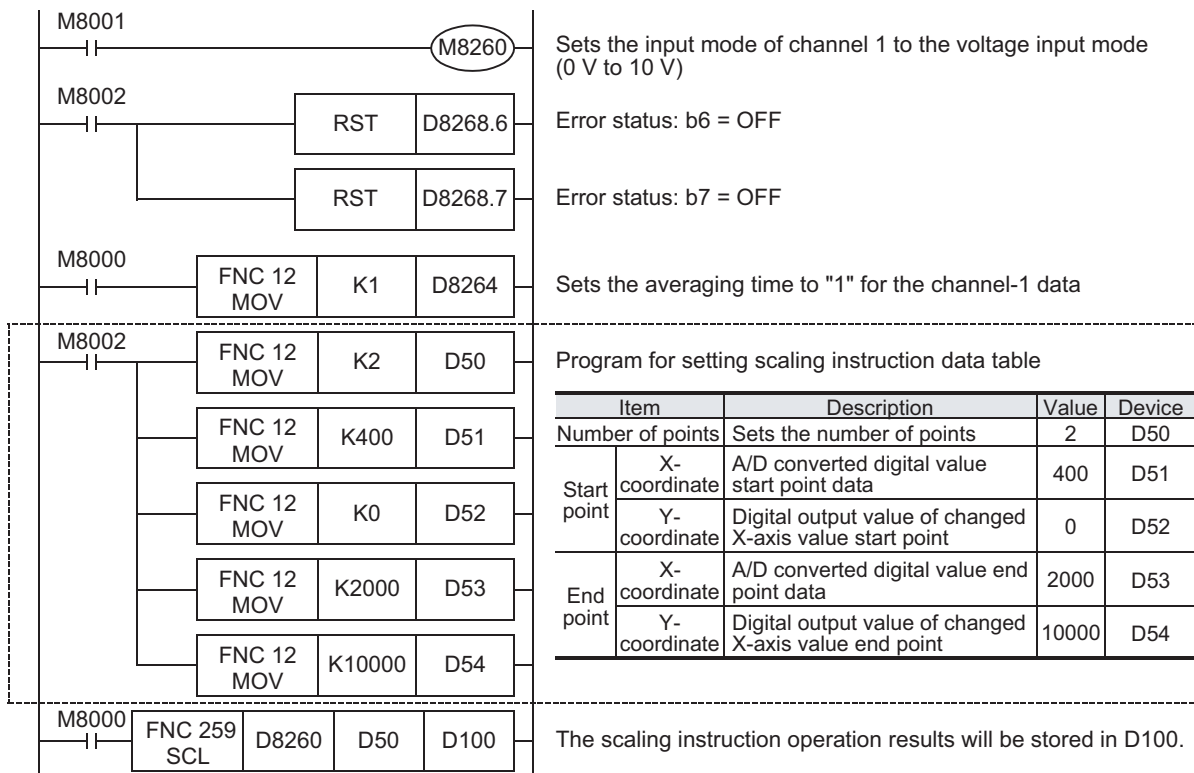 M8001
M8260
Sets the input mode of channel 1 to the voltage input mode
(0 V to 10 V)
M8002
RST D8268.6
Error status: b6 = OFF
RST D8268.7
Error status: b7 = OFF
M8000
FNC 12
MOV
K1
D8264
Sets the averaging time to "1" for the channel-1 data
M8002
FNC 12
MOV
K2
D50
Program for setting scaling instruction data table
FNC 12
MOV
K400
D51
FNC 12
MOV
K0
D52
FNC 12
MOV
K2000
D53
FNC 12
MOV
K10000
D54
Item Description Value Device
Number of points Sets the number of points 2 D50
Start
point
X-
coordinate
A/D converted digital value
start point data
400
D51
Y-
coordinate
Digital output value of changed
X-axis value start point
0
D52
End
point
X-
coordinate
A/D converted digital value end
point data
2000
D53
Y-
coordinate
Digital output value of changed
X-axis value end point
10000
D54
M8000
FNC 259
SCL
D8260
D50
D100
The scaling instruction operation results will be stored in D100.